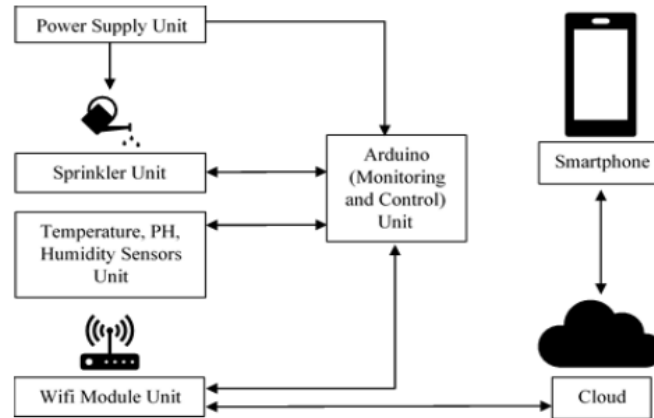 Power Supply Unit
Sprinkler Unit
Temperature, PH,
Humidity Sensors
Unit
Wifi Module Unit
Arduino
(Monitoring
and Control)
Unit
Smartphone
Cloud